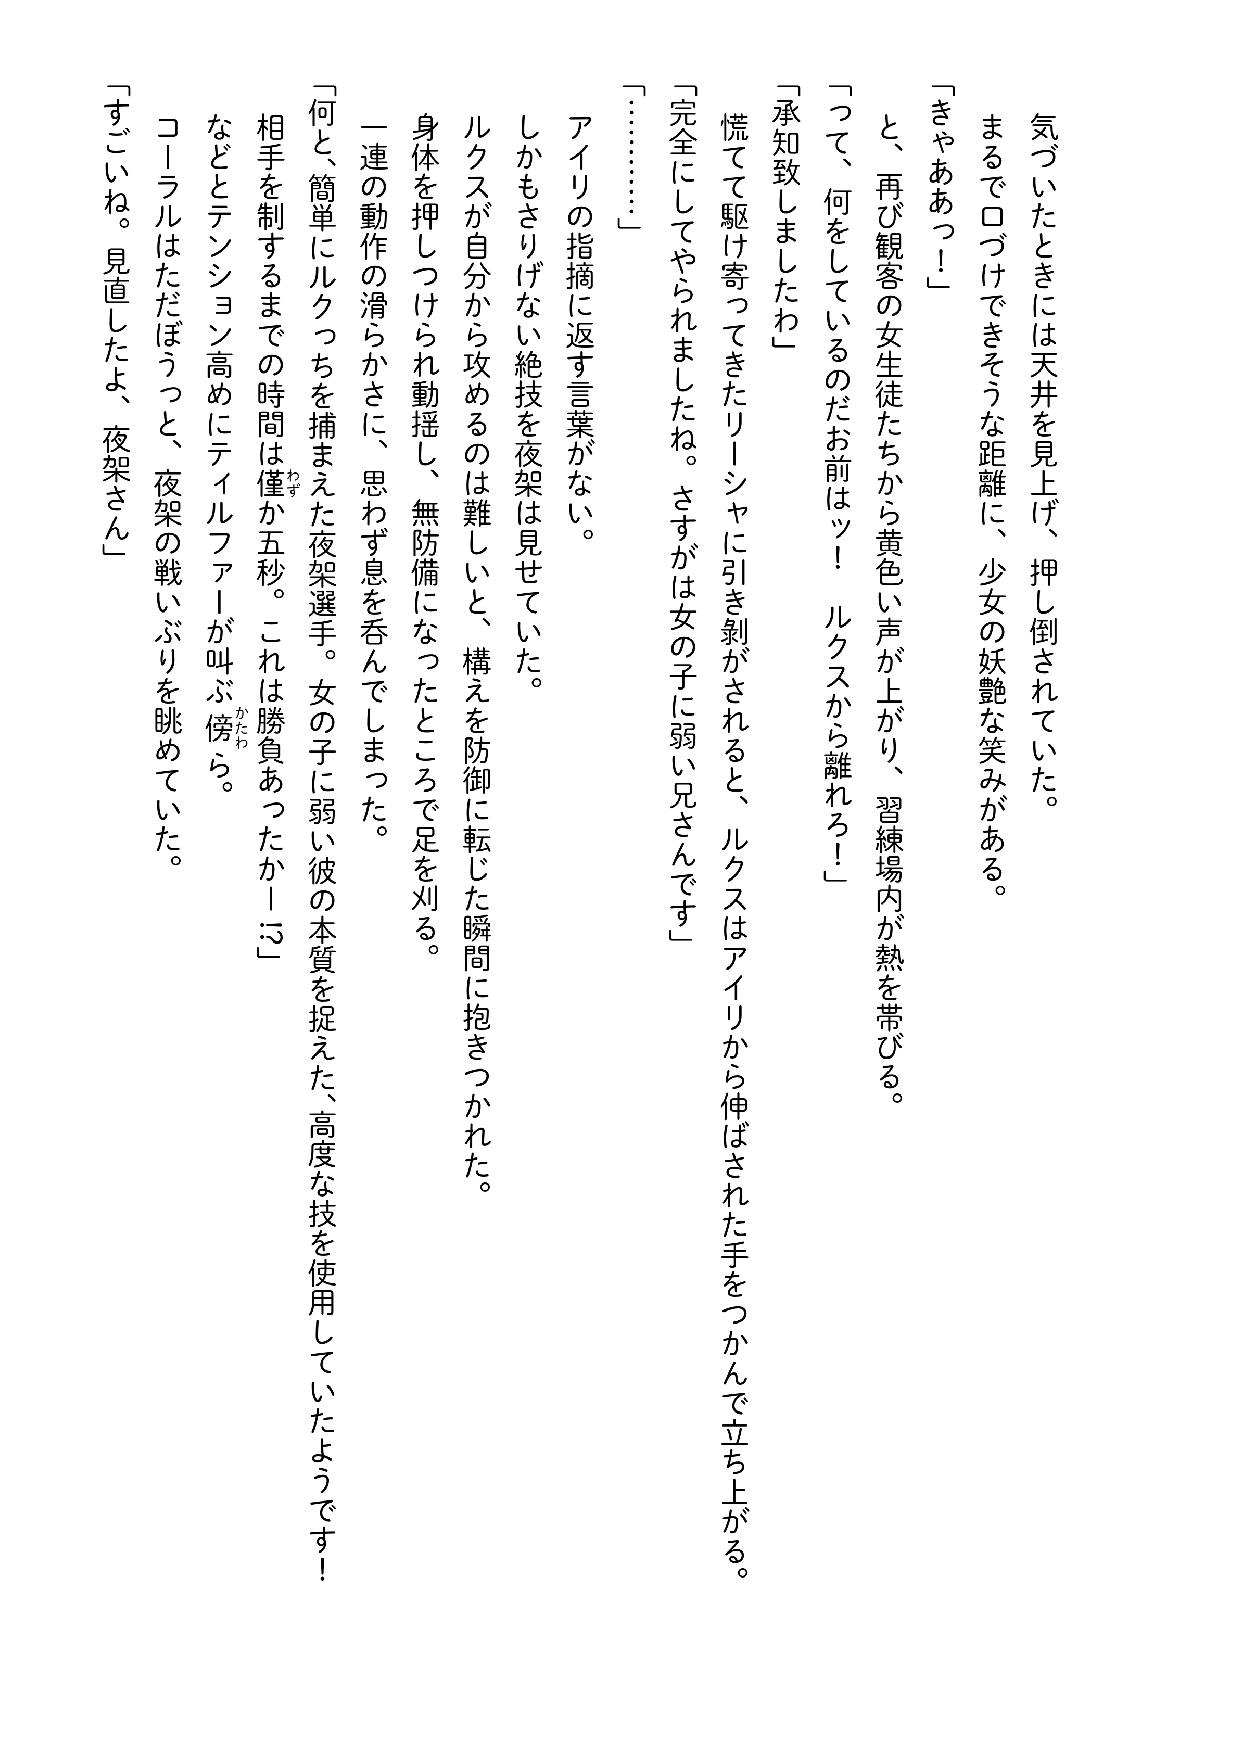 気づいたときには天井を見上げ、押し倒されていた。
まるで口づけできそうな距離に、少女の妖艶な笑みがある。
「きゃああっ！」
と、再び観客の女生徒たちから黄色い声が上がり、習練場内が熱を帯びる。
「って、何をしているのだお前はッ！　ルクスから離れろ！」
「承知致しましたわ」
慌てて駆け寄ってきたリーシャに引き剝がされると、ルクスはアイリから伸ばされた手をつかんで立ち上がる。
「完全にしてやられましたね。さすがは女の子に弱い兄さんです」
「…………」
アイリの指摘に返す言葉がない。
しかもさりげない絶技を夜架は見せていた。
ルクスが自分から攻めるのは難しいと、構えを防御に転じた瞬間に抱きつかれた。
身体を押しつけられ動揺し、無防備になったところで足を刈る。
一連の動作の滑らかさに、思わず息を呑んでしまった。
「何と、簡単にルクっちを捕まえた夜架選手。女の子に弱い彼の本質を捉えた、高度な技を使用していたようです！
相手を制するまでの時間は僅わずか五秒。これは勝負あったかー!?」
などとテンション高めにティルファーが叫ぶ傍かたわら。
コーラルはただぼうっと、夜架の戦いぶりを眺めていた。
「すごいね。見直したよ、夜架さん」